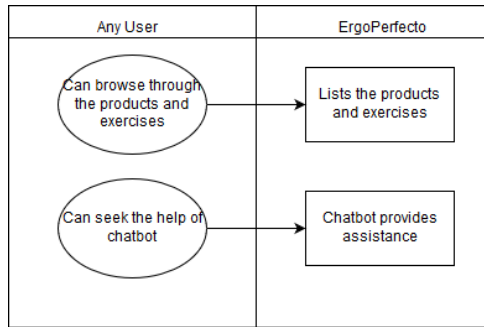 Any User
ErgoPerfecto
Can browse through
the products and
exercises
Lists the products
and exercises
Can seek the help of
chatbot
Chatbot provides
assistance